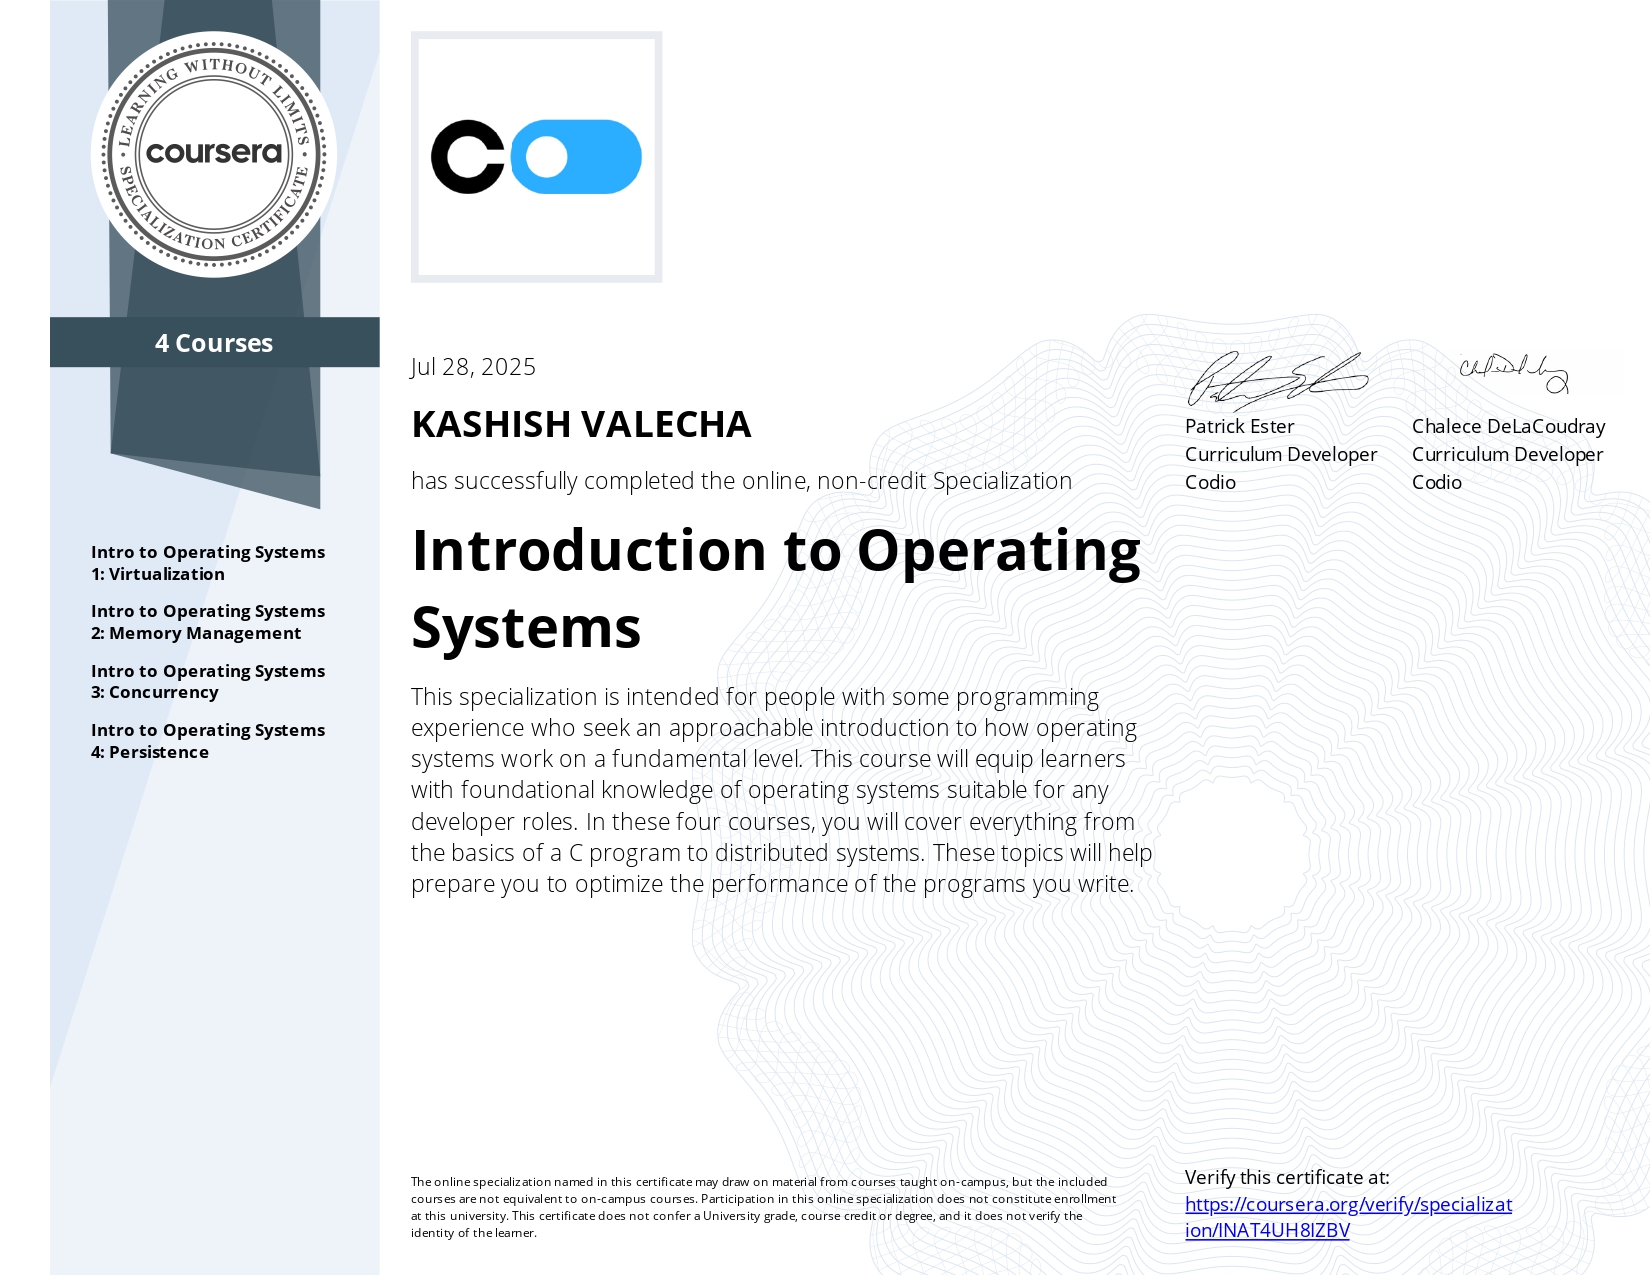 LEARNING WITHOUT LIMITS
coursera
SPECIALIZATION CERTIFICATE
4 Courses
Intro to Operating Systems
1: Virtualization
Intro to Operating Systems
2: Memory Management
Intro to Operating Systems
3: Concurrency
Intro to Operating Systems
4: Persistence
Jul 28, 2025
KASHISH VALECHA
has successfully completed the online, non-credit Specialization
Introduction to Operating
Systems
This specialization is intended for people with some programming
experience who seek an approachable introduction to how operating
systems work on a fundamental level. This course will equip learners
with foundational knowledge of operating systems suitable for any
developer roles. In these four courses, you will cover everything from
the basics of a C program to distributed systems. These topics will help
prepare you to optimize the performance of the programs you write.
Patrick Ester
Curriculum Developer
Codio
Chalece DeLaCoudray
Curriculum Developer
Codio
The online specialization named in this certificate may draw on material from courses taught on-campus, but the included
courses are not equivalent to on-campus courses. Participation in this online specialization does not constitute enrollment
at this university. This certificate does not confer a University grade, course credit or degree, and it does not verify the
identity of the learner.
Verify this certificate at:
https://coursera.org/verify/specializat
ion/INAT4UH8IZBV